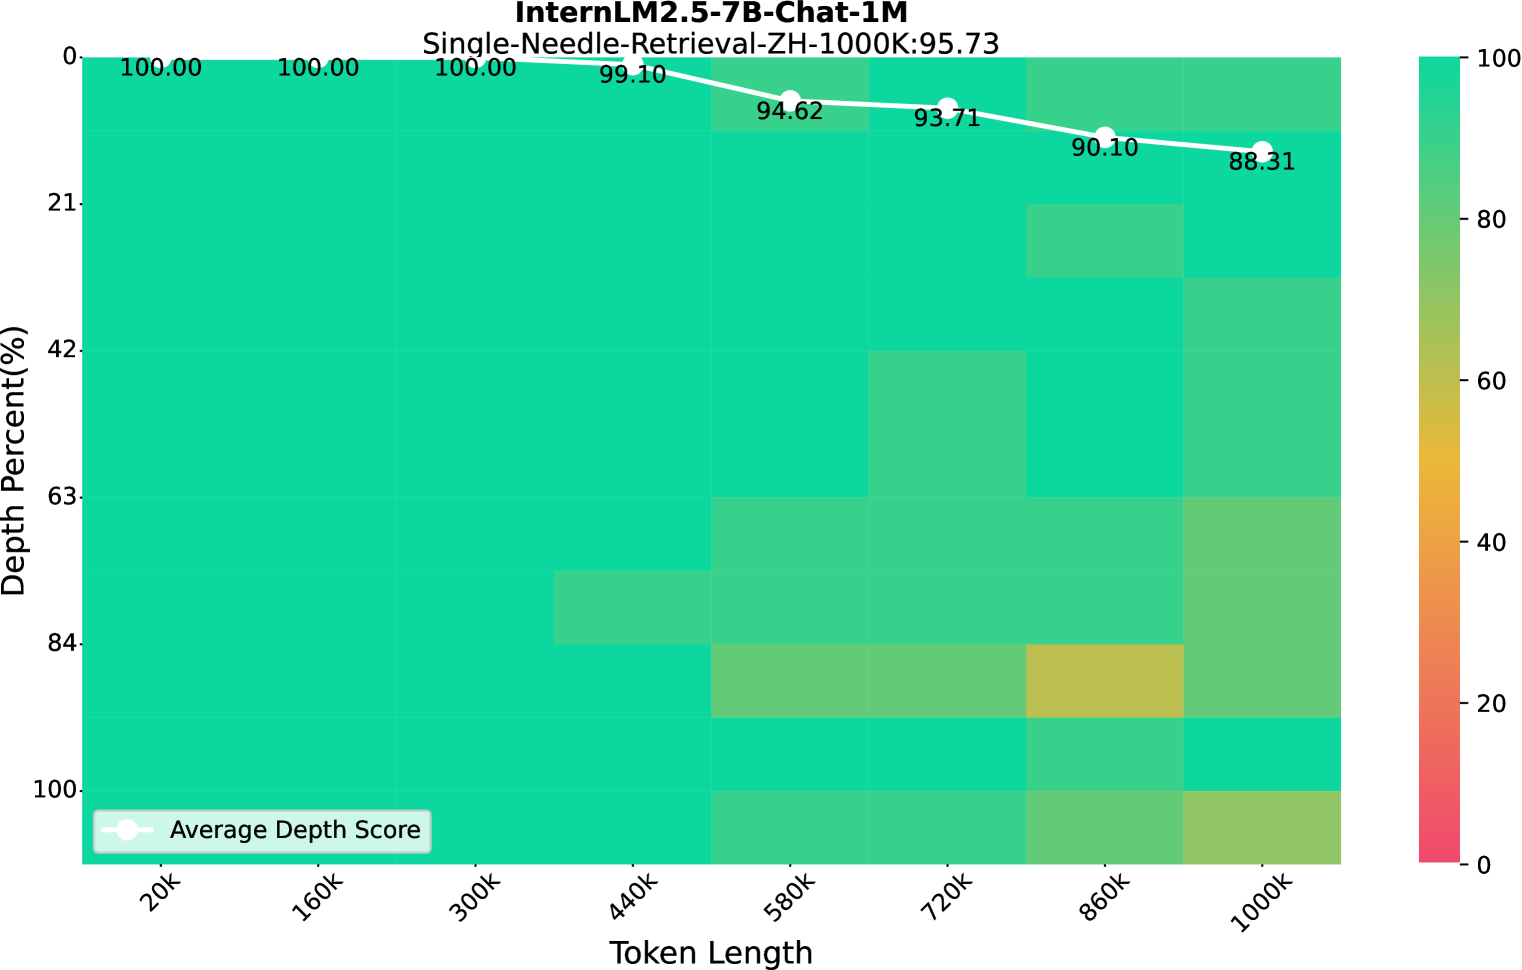 InternLM2.5-7B-Chat-1M
Single-Needle-Retrieval-ZH-1000K:95.73
Depth Percent(%)
0
21
42
63
84
100
100.00
100.00
100.00
99.10
94.62
93.71
90.10
88.31
Average Depth Score
20k
160k
300k
440k
580k
720k
860k
1000k
Token Length
100
80
60
40
20
0